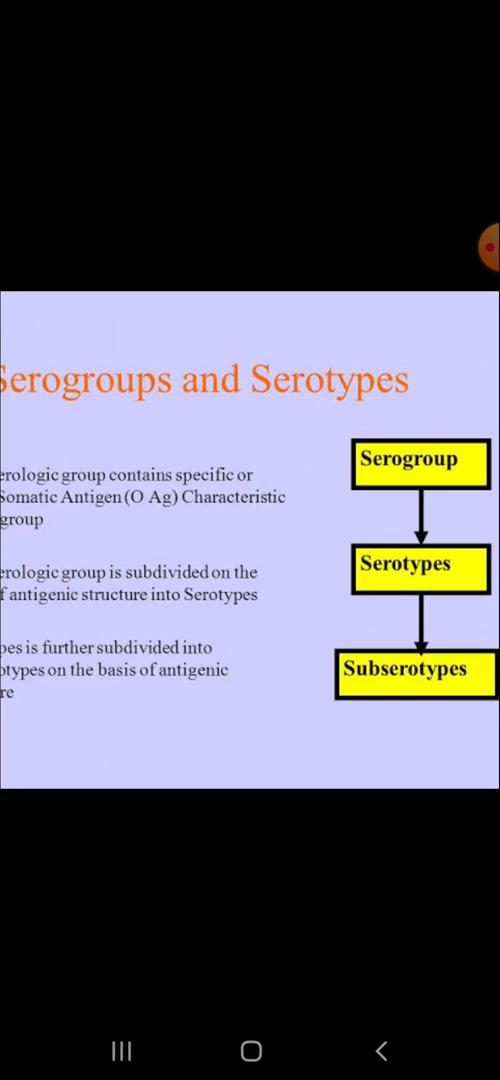 Serogroups and Serotypes
erologic group contains specific or
Somatic Antigen (O Ag) Characteristic
group
erologic group is subdivided on the
f antigenic structure into Serotypes
pes is further subdivided into
otypes on the basis of antigenic
re
Serogroup
Serotypes
Subserotypes